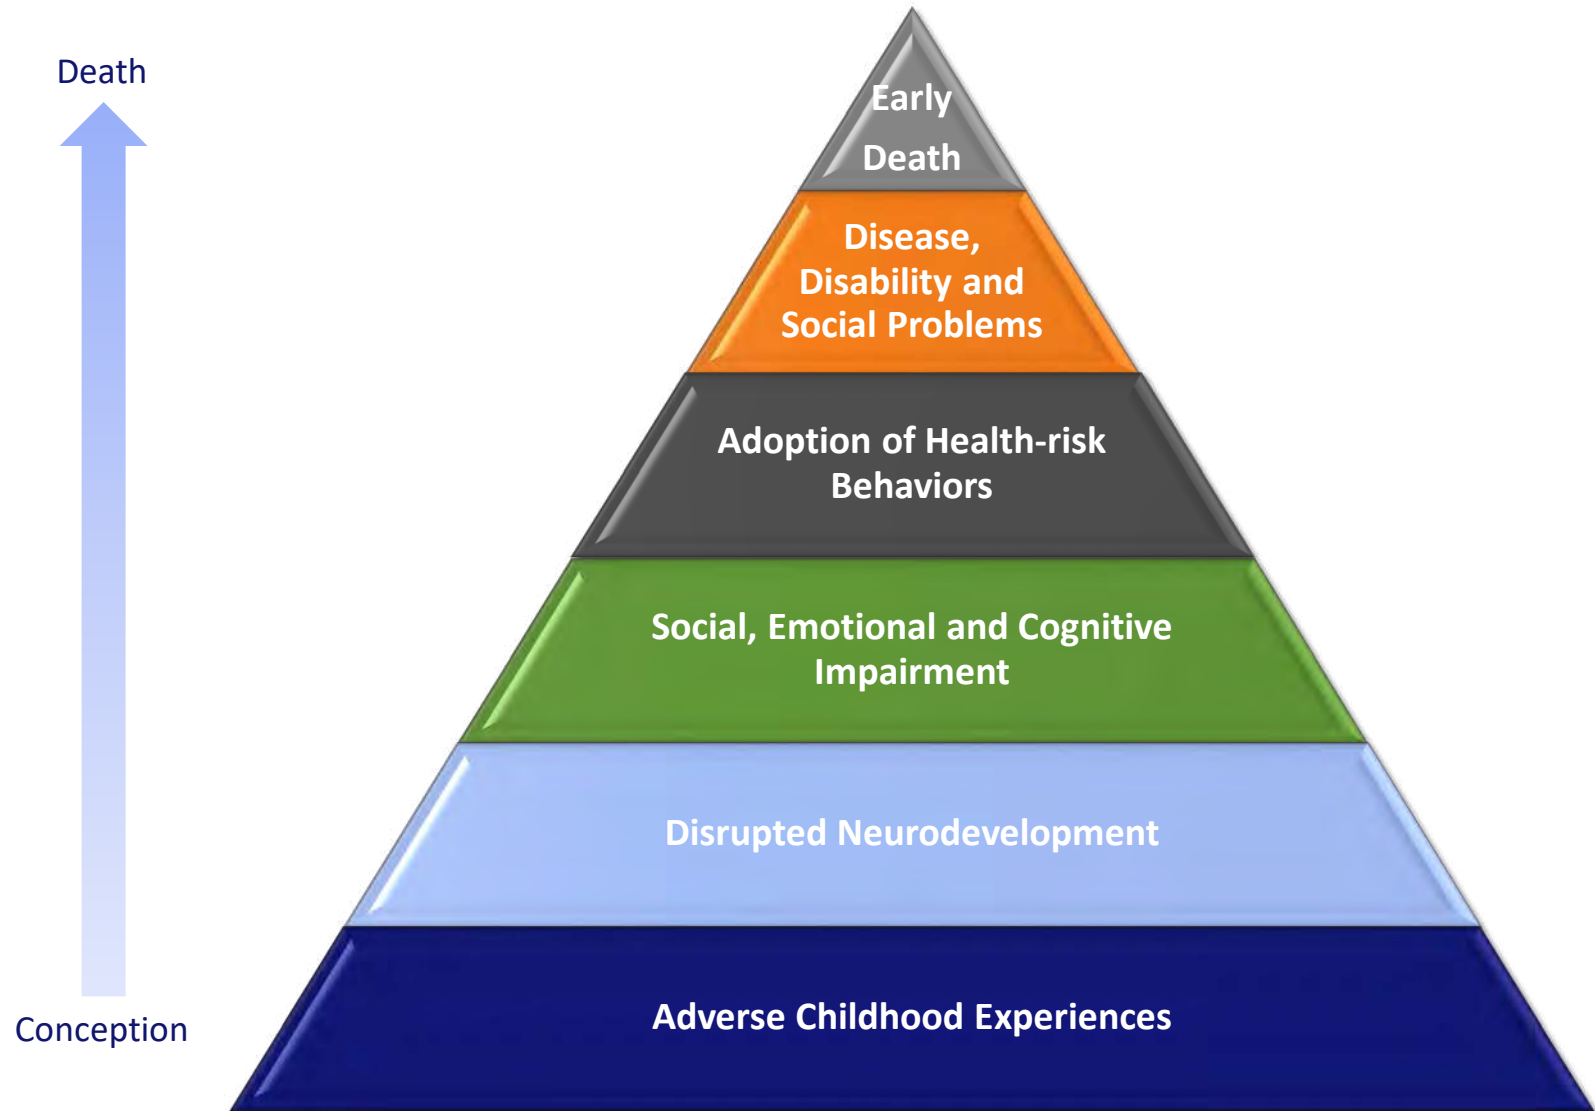 Death
Early
Death
Disease,
Disability and
Social Problems
Adoption of Health-risk
Behaviors
Social, Emotional and Cognitive
Impairment
Disrupted Neurodevelopment
Adverse Childhood Experiences
Conception